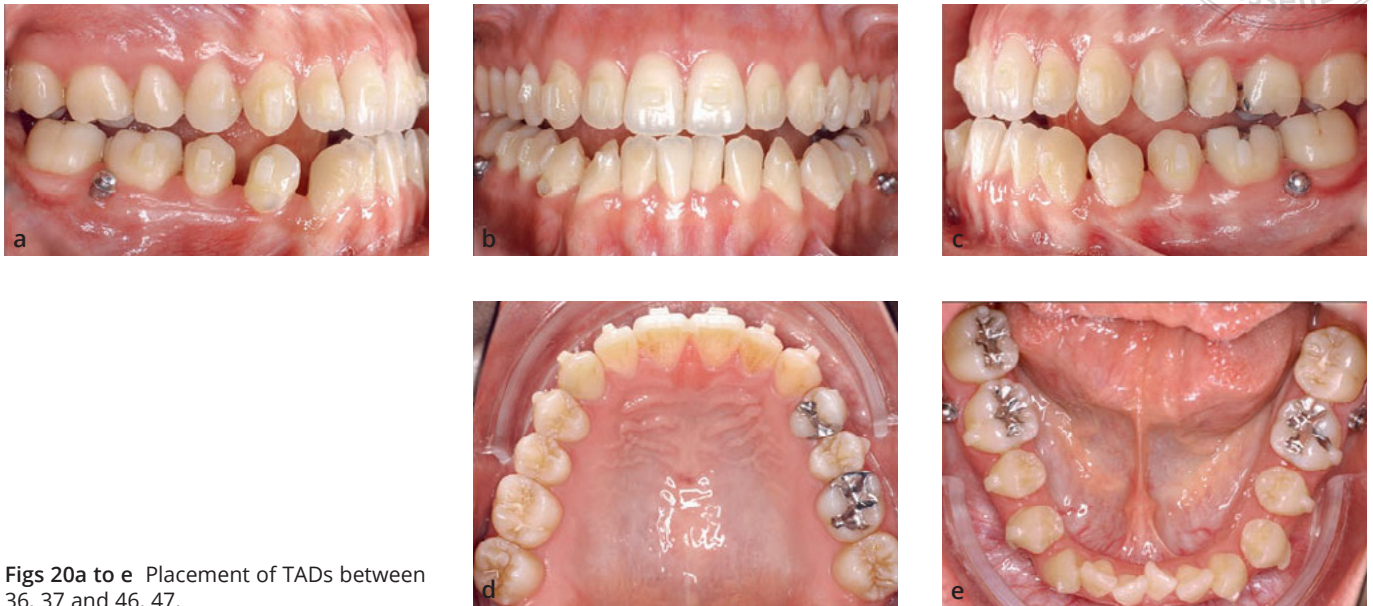 a
b
c
d
e
Figs 20a to e Placement of TADs between
36, 37 and 46, 47.